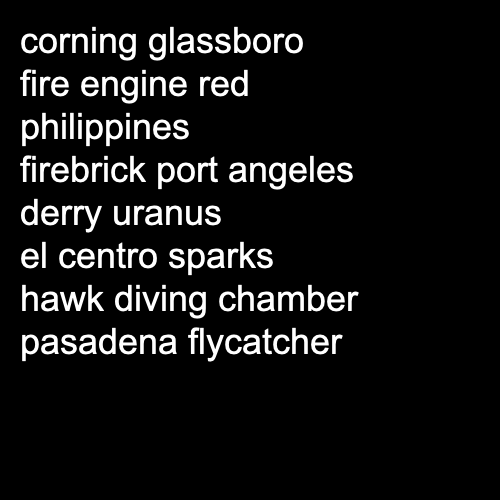 corning glassboro
fire engine red
philippines
firebrick port angeles
derry uranus
el centro sparks
hawk diving chamber
pasadena flycatcher